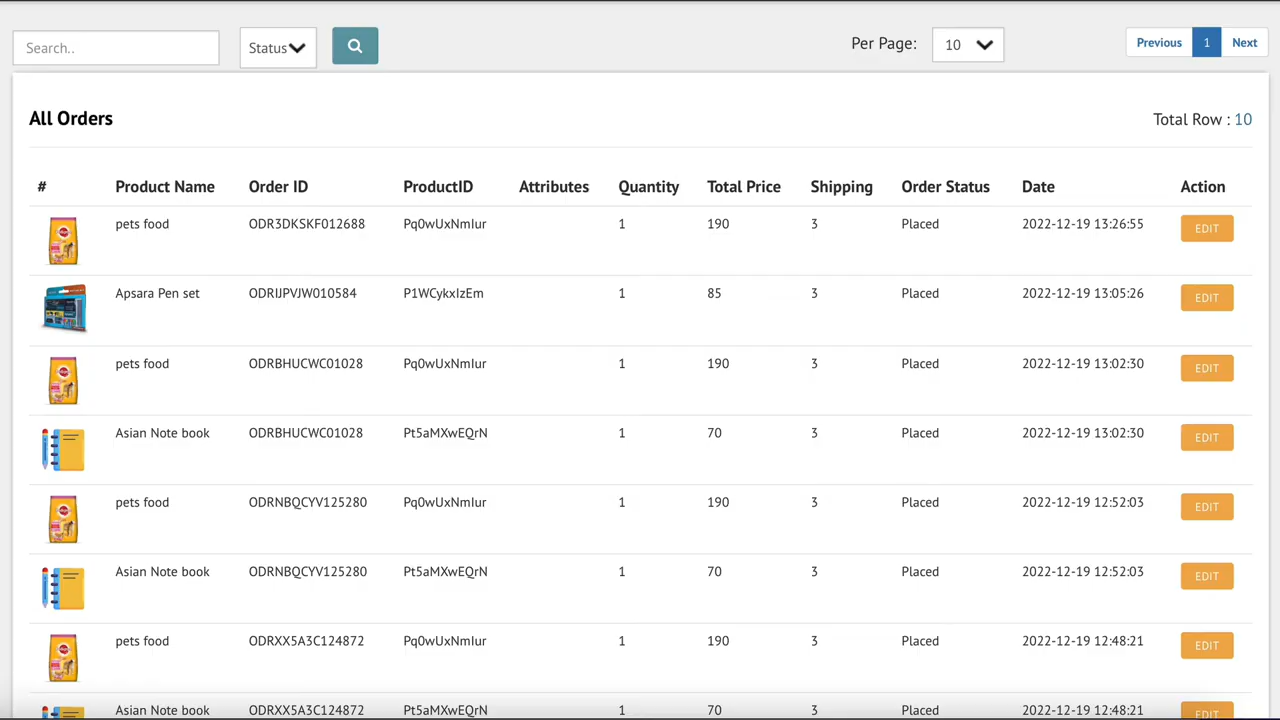 Search.. Status Per Page: 10 Previous 1 Next
All Orders Total Row : 10
# Product Name Order ID ProductID Attributes Quantity Total Price Shipping Order Status Date Action
pets food ODR3DKSKF012688 Pq0wUxNmIur 1 190 3 Placed 2022-12-19 13:26:55 EDIT
Apsara Pen set ODRIJPVJW010584 P1WCykxIzEm 1 85 3 Placed 2022-12-19 13:05:26 EDIT
pets food ODRBHUCWC01028 Pq0wUxNmIur 1 190 3 Placed 2022-12-19 13:02:30 EDIT
Asian Note book ODRBHUCWC01028 Pt5aMXwEQrN 1 70 3 Placed 2022-12-19 13:02:30 EDIT
pets food ODRNBQCYV125280 Pq0wUxNmIur 1 190 3 Placed 2022-12-19 12:52:03 EDIT
Asian Note book ODRNBQCYV125280 Pt5aMXwEQrN 1 70 3 Placed 2022-12-19 12:52:03 EDIT
pets food ODRXX5A3C124872 Pq0wUxNmIur 1 190 3 Placed 2022-12-19 12:48:21 EDIT
Asian Note book ODRXX5A3C124872 Pt5aMXwEQrN 1 70 3 Placed 2022-12-19 12:48:21 EDIT